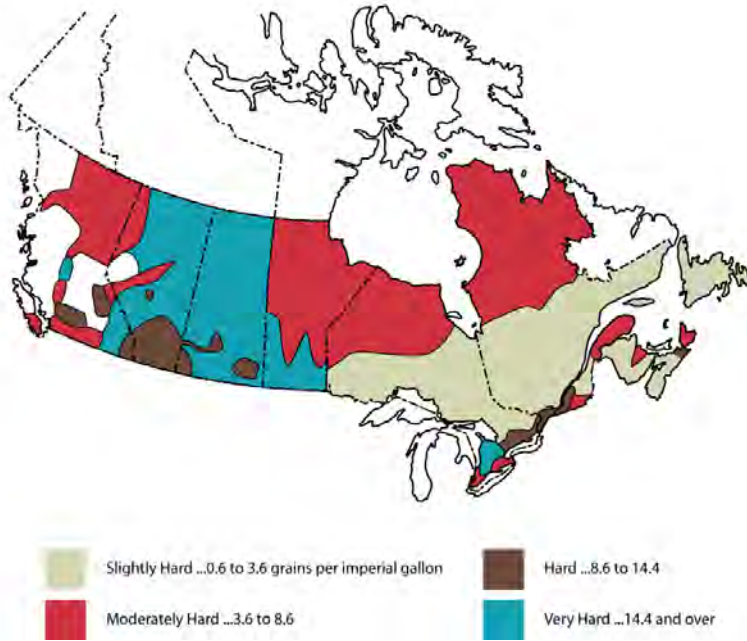 Slightly Hard ...0.6 to 3.6 grains per imperial gallon
Hard ...8.6 to 14.4
Moderately Hard ...3.6 to 8.6
Very Hard ...14.4 and over